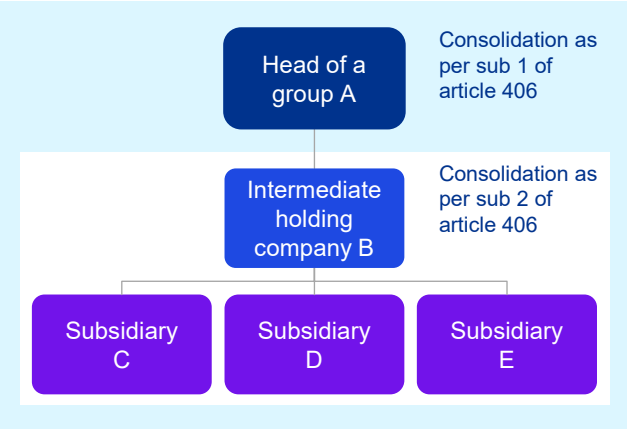 Head of a
group A
Consolidation as
per sub 1 of
article 406
Intermediate
holding
company B
Consolidation as
per sub 2 of
article 406
Subsidiary
C
Subsidiary
D
Subsidiary
E